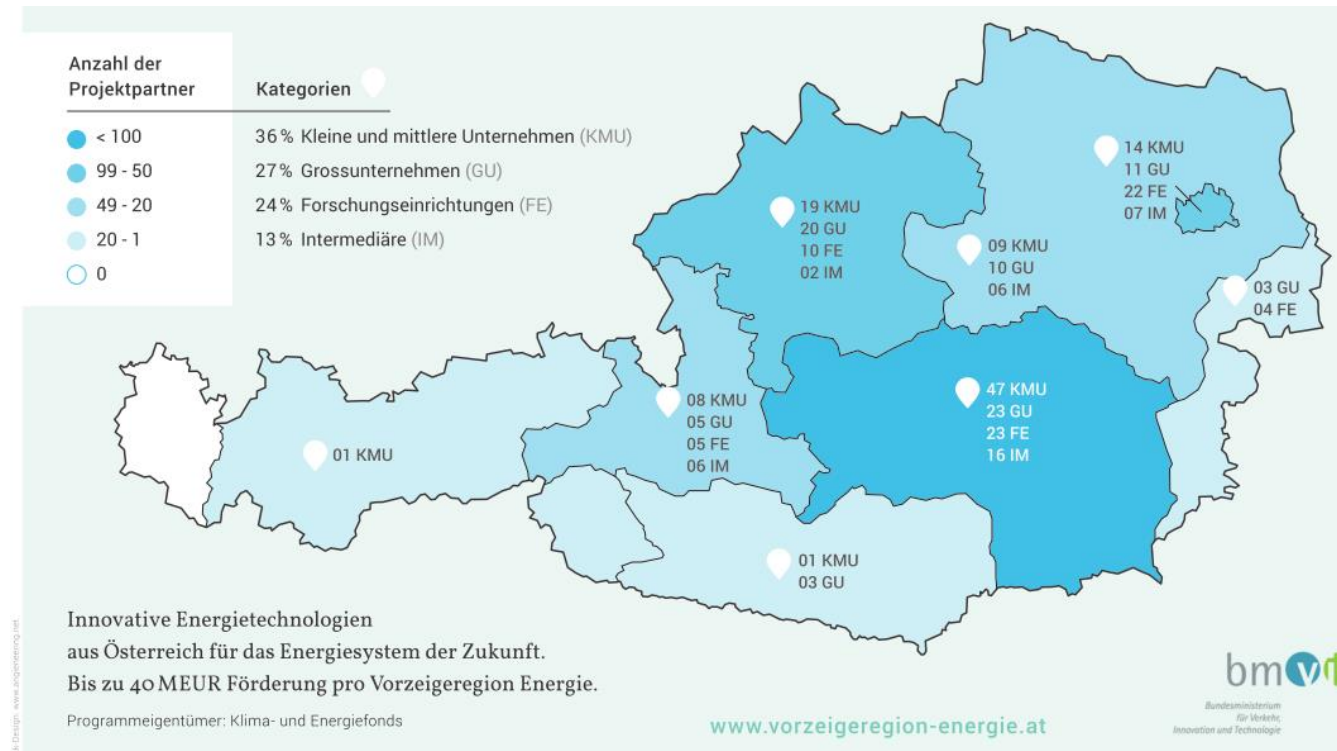 Anzahl der
Projektpartner
Kategorien
< 100
99 - 50
49 - 20
20 - 1
0
36 % Kleine und mittlere Unternehmen (KMU)
27 % Grossunternehmen (GU)
24 % Forschungseinrichtungen (FE)
13 % Intermediäre (IM)
14 KMU
11 GU
22 FE
07 IM
19 KMU
20 GU
10 FE
02 IM
09 KMU
10 GU
06 IM
03 GU
04 FE
47 KMU
23 GU
23 FE
16 IM
08 KMU
05 GU
05 FE
06 IM
01 KMU
01 KMU
03 GU
Innovative Energietechnologien
aus Österreich für das Energiesystem der Zukunft.
Bis zu 40 MEUR Förderung pro Vorzeigeregion Energie.
Programmeigentümer: Klima- und Energiefonds
www.vorzeigeregion-energie.at
bmv
Bundesministerium
für Verkehr,
Innovation und Technologie